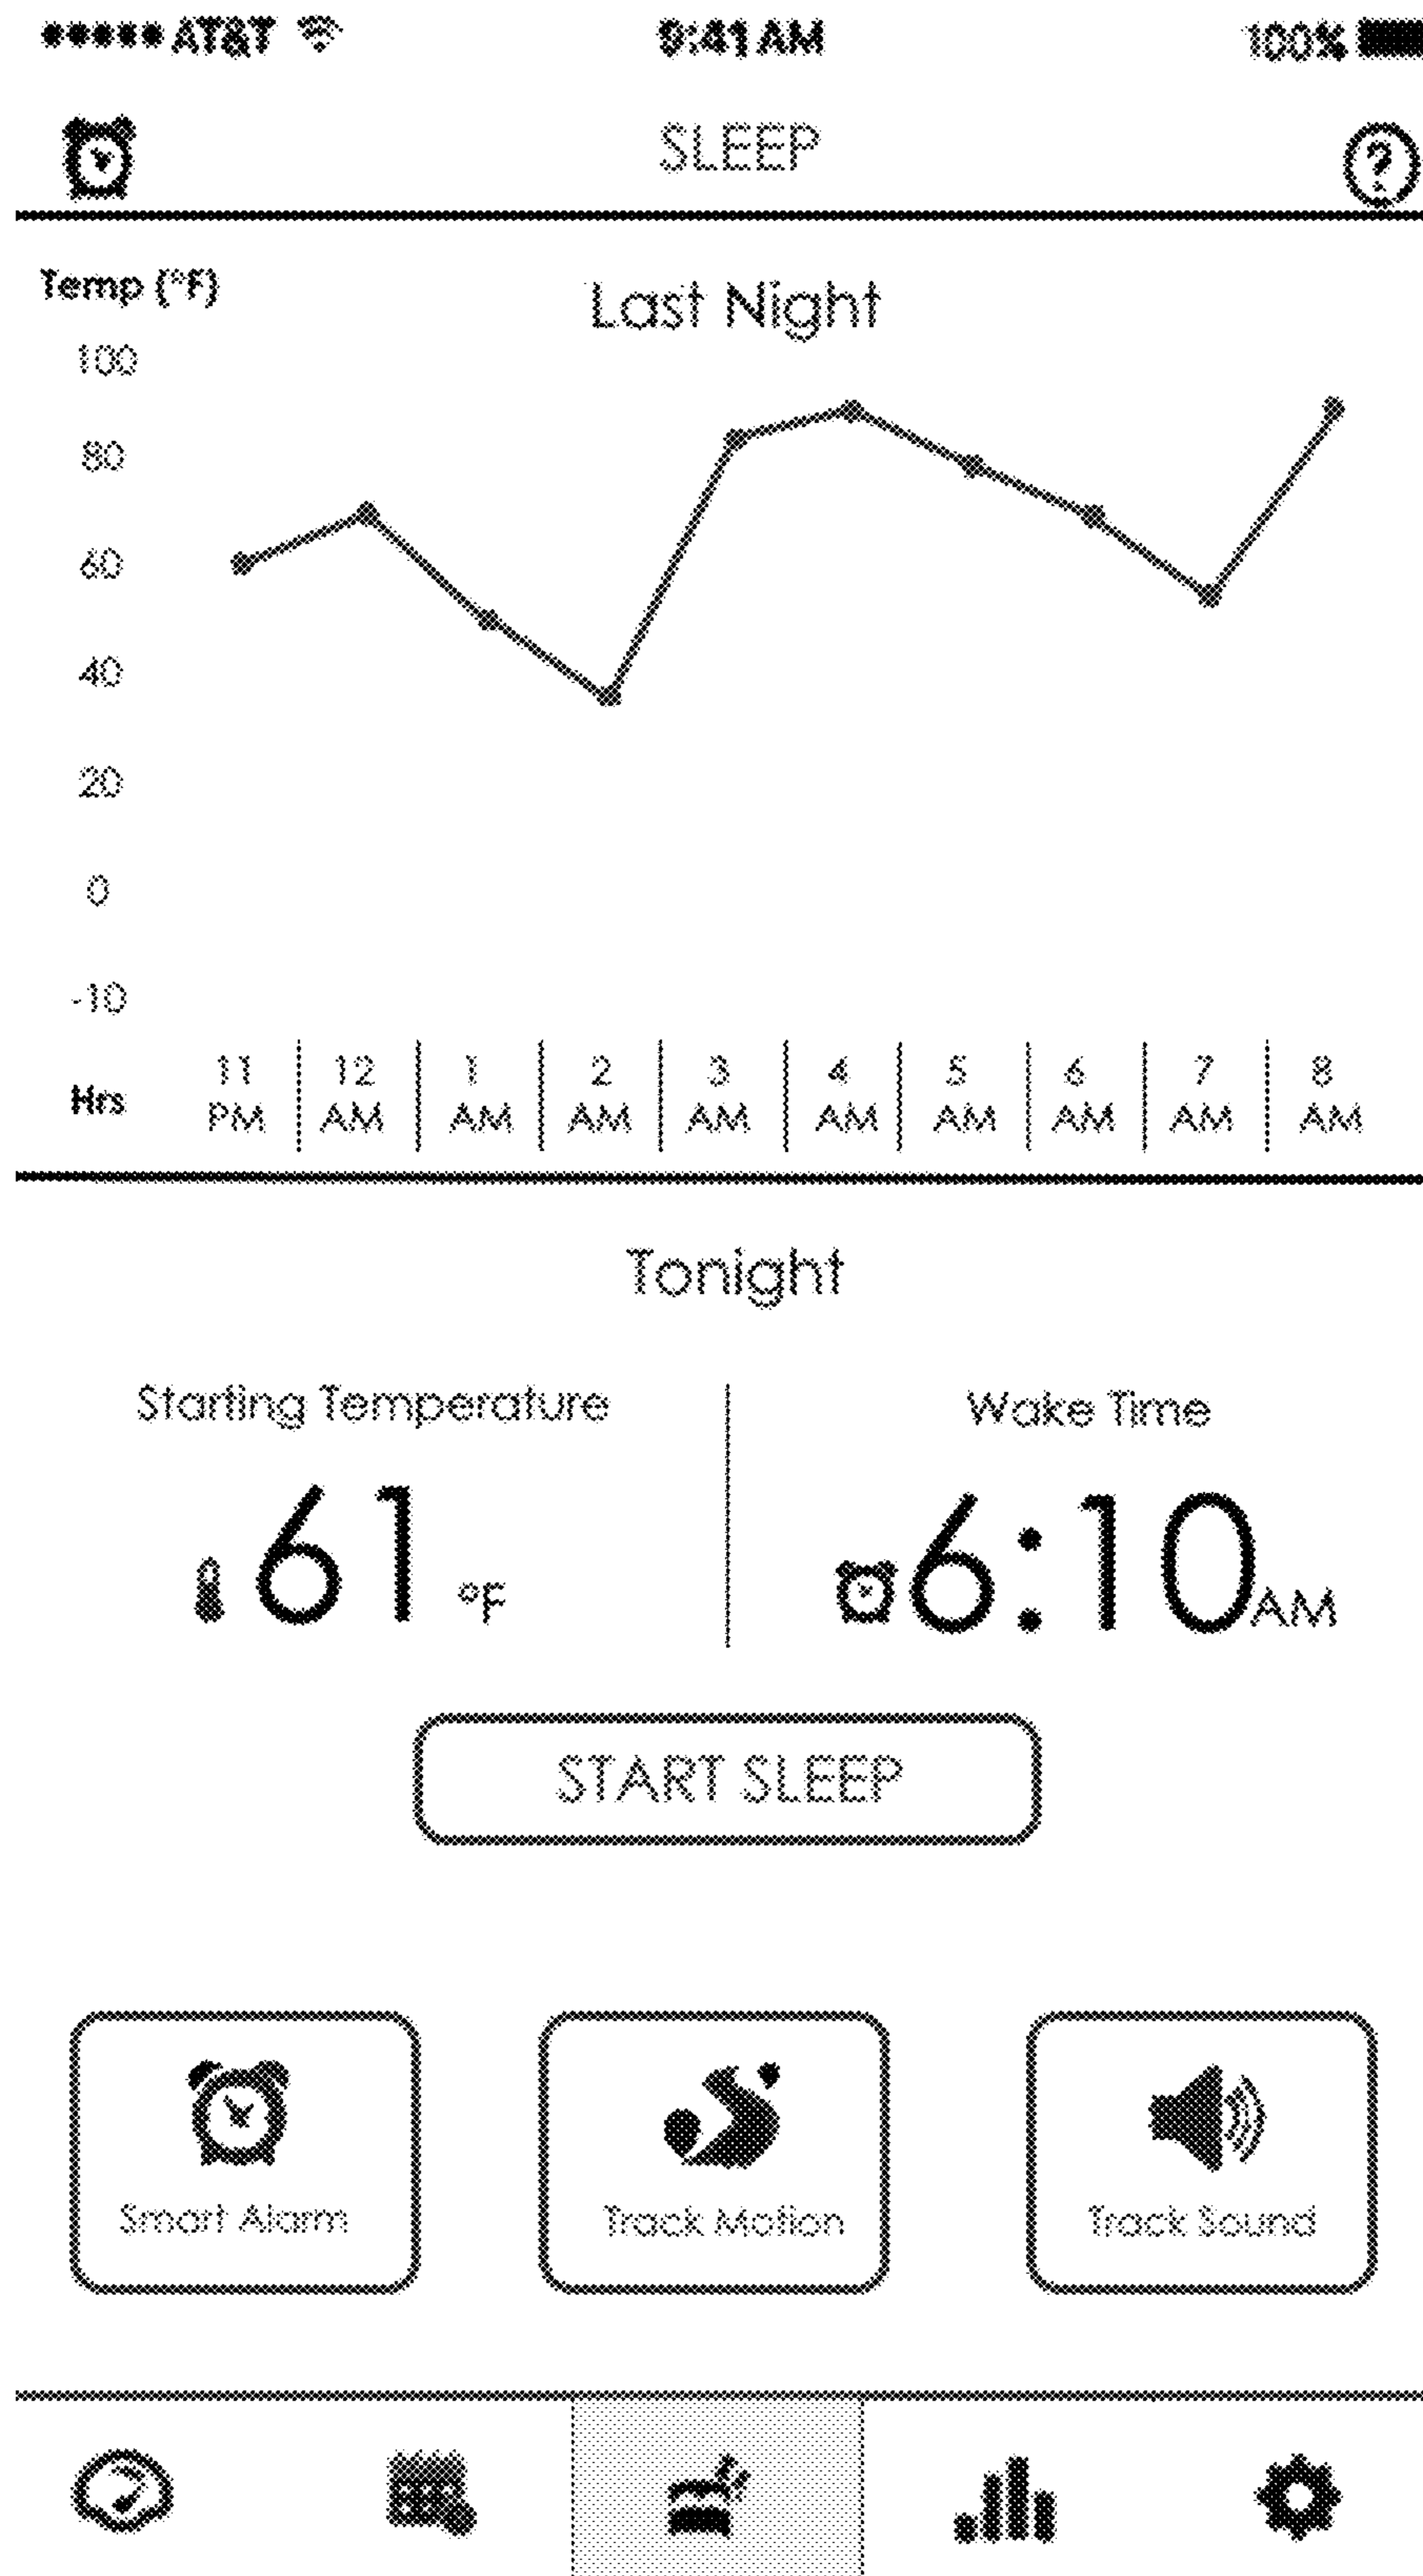 AT&T 9:41 AM 100%
SLEEP
Temp (°F)
Last Night
100
80
60
40
20
0
-10
Hrs
11 PM
12 AM
1 AM
2 AM
3 AM
4 AM
5 AM
6 AM
7 AM
8 AM
Tonight
Starting Temperature
61 °F
Wake Time
6:10 AM
START SLEEP
Smart Alarm
Track Motion
Track Sound